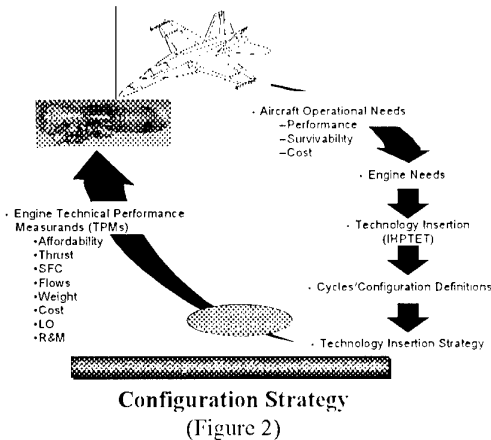 · Aircraft Operational Needs
–Performance
–Survivability
–Cost
· Engine Needs
· Technology Insertion
(IHPTET)
· Cycles/Configuration Definitions
· Technology Insertion Strategy
· Engine Technical Performance
Measurands (TPMs)
•Affordability
•Thrust
•SFC
•Flows
•Weight
•Cost
•LO
•R&M
Configuration Strategy
(Figure 2)